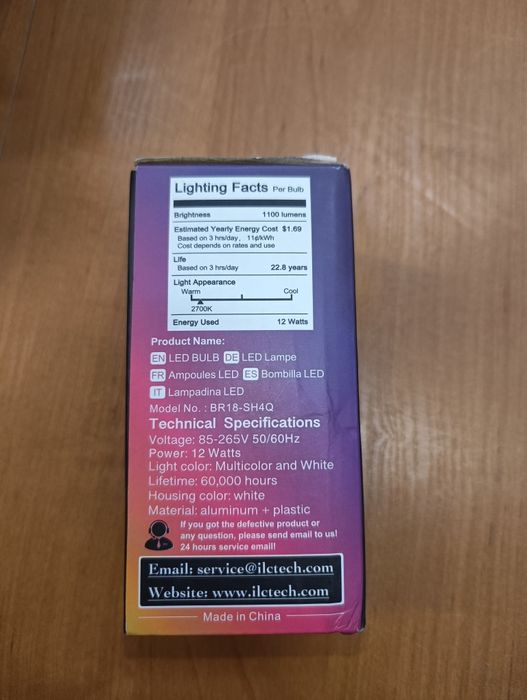 Lighting Facts Per Bulb
Brightness 1100 lumens
Estimated Yearly Energy Cost $1.69
Based on 3 hrs/day, 11¢/kWh
Cost depends on rates and use
Life
Based on 3 hrs/day 22.8 years
Light Appearance
Warm Cool
2700K
Energy Used 12 Watts
Product Name:
EN LED BULB DE LED Lampe
FR Ampoules LED ES Bombilla LED
IT Lampadina LED
Model No. : BR18-SH4Q
Technical Specifications
Voltage: 85-265V 50/60Hz
Power: 12 Watts
Light color: Multicolor and White
Lifetime: 60,000 hours
Housing color: white
Material: aluminum + plastic
If you got the defective product or
any question, please send email to us!
24 hours service email!
Email: service@ilctech.com
Website: www.ilctech.com
Made in China